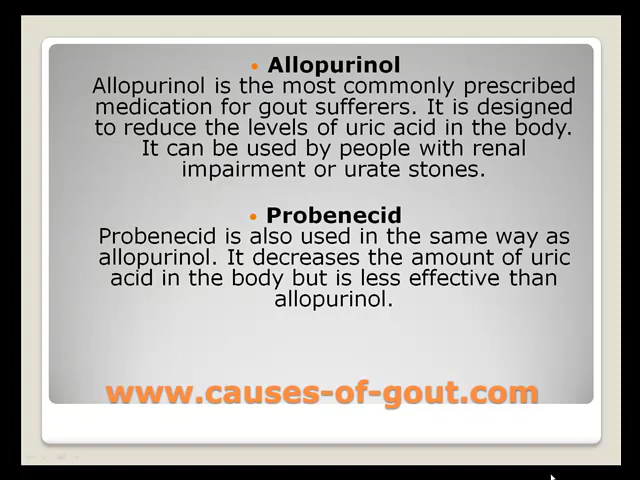 • Allopurinol
Allopurinol is the most commonly prescribed
medication for gout sufferers. It is designed
to reduce the levels of uric acid in the body.
It can be used by people with renal
impairment or urate stones.
• Probenecid
Probenecid is also used in the same way as
allopurinol. It decreases the amount of uric
acid in the body but is less effective than
allopurinol.
www.causes-of-gout.com